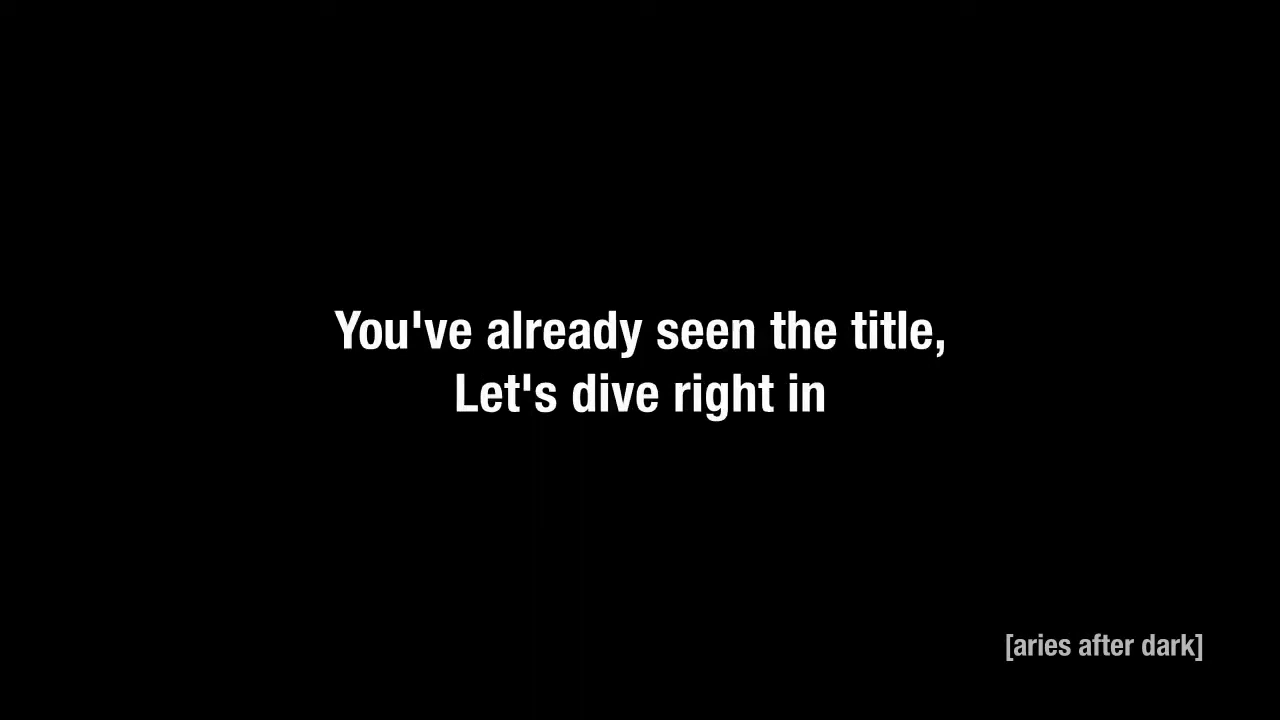 You've already seen the title,
Let's dive right in
[aries after dark]